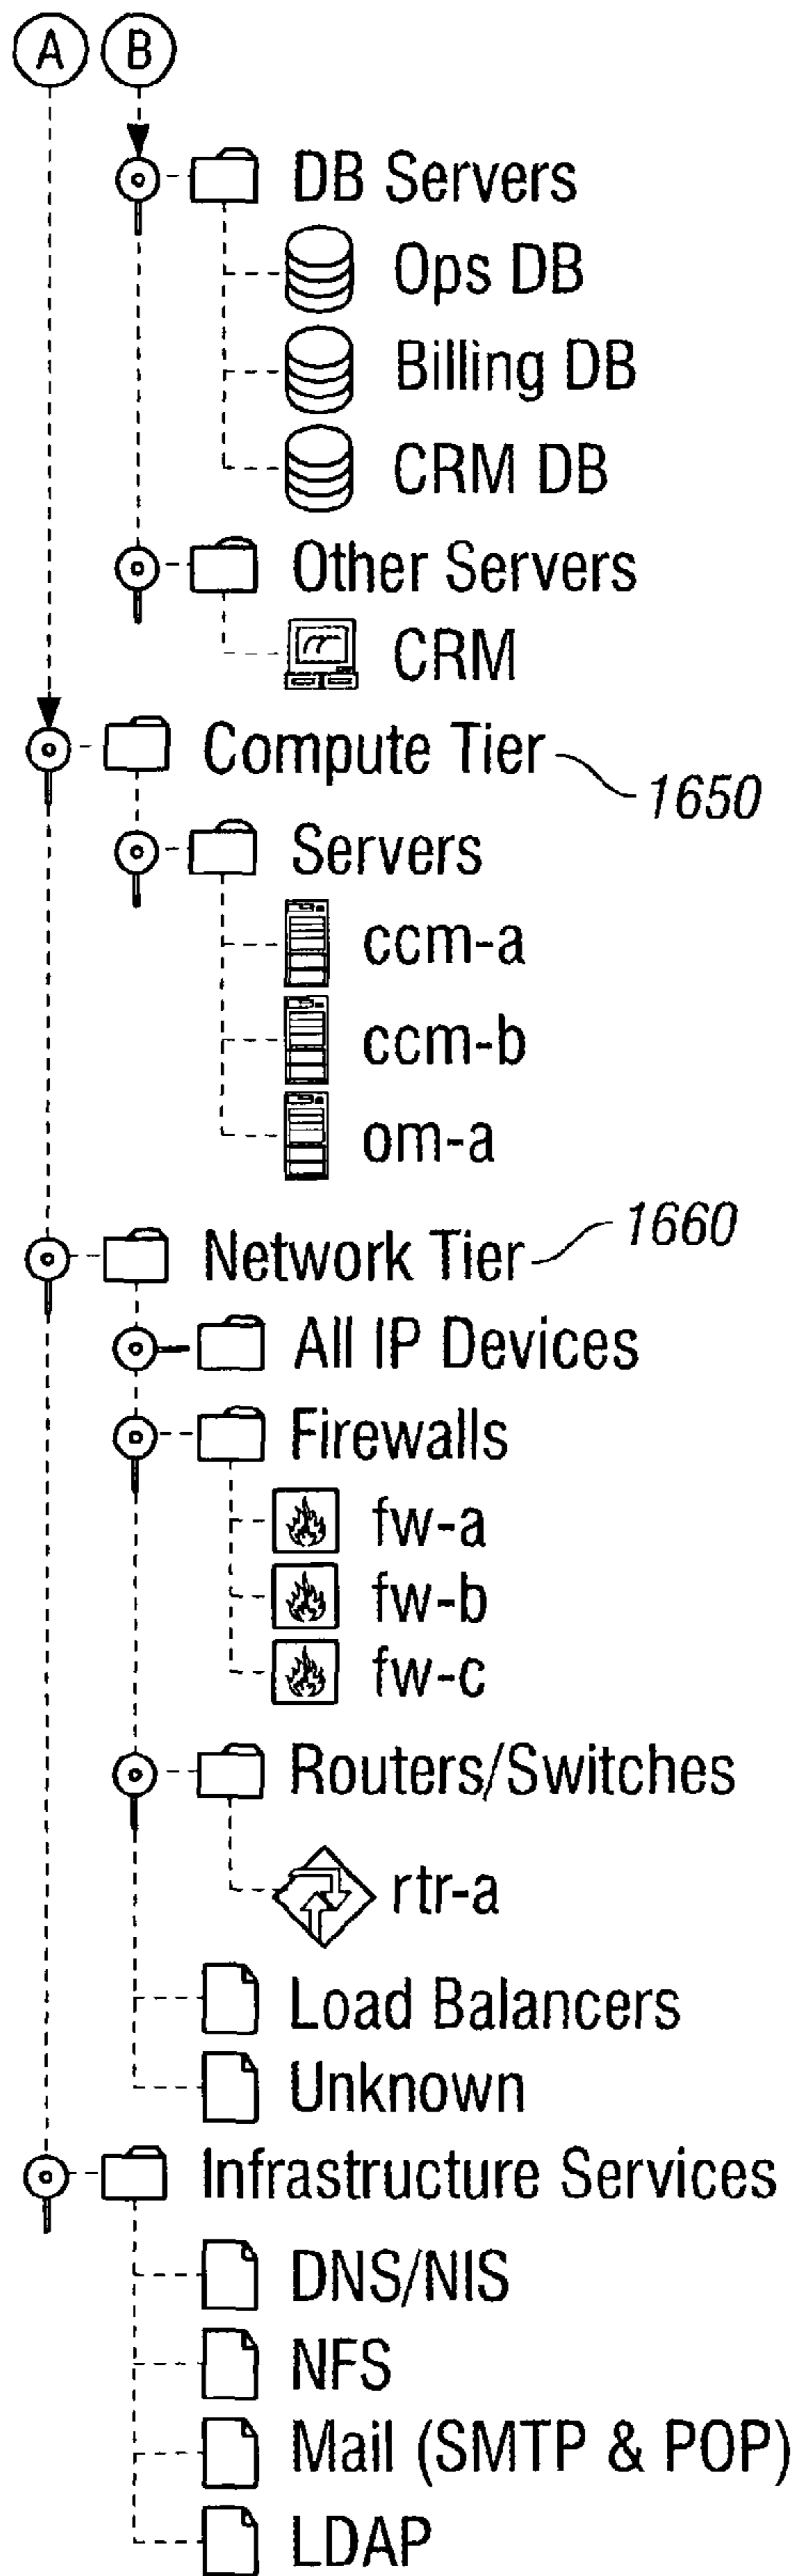 A B
DB Servers
Ops DB
Billing DB
CRM DB
Other Servers
CRM
Compute Tier
1650
Servers
ccm-a
ccm-b
om-a
1660
Network Tier
All IP Devices
Firewalls
fw-a
fw-b
fw-c
Routers/Switches
rtr-a
Load Balancers
Unknown
Infrastructure Services
DNS/NIS
NFS
Mail (SMTP & POP)
LDAP